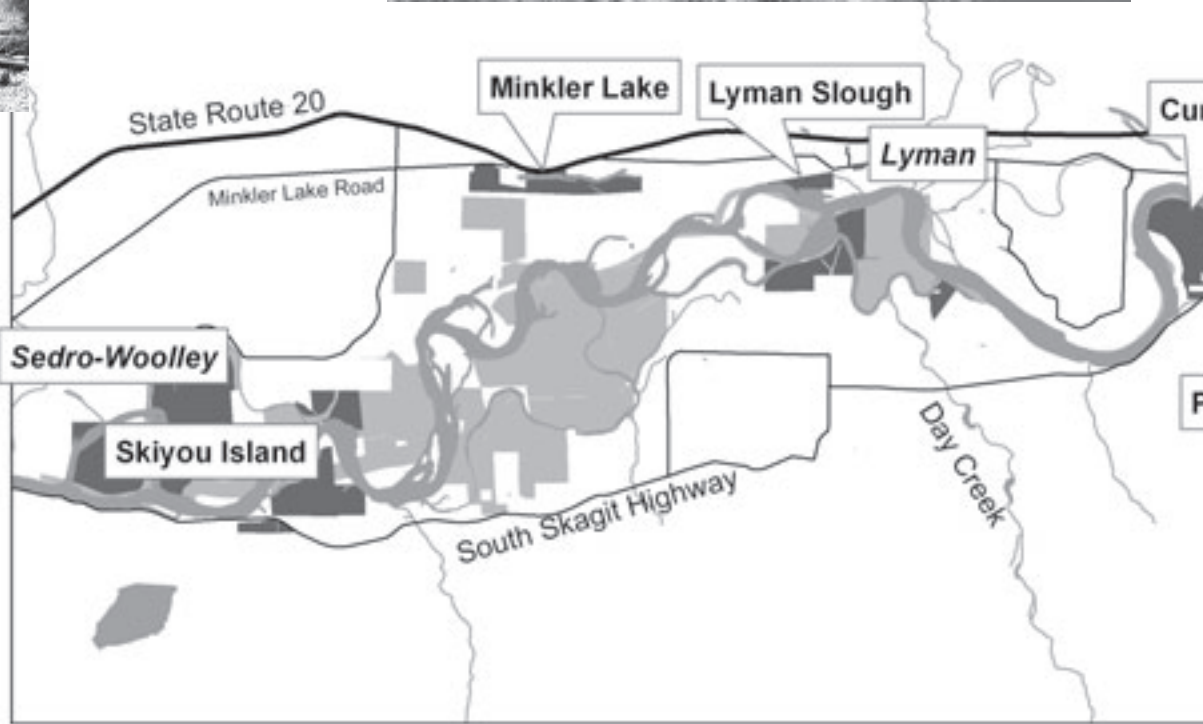 State Route 20
Minkler Lake
Lyman Slough
Cur
Lyman
Minkler Lake Road
Sedro-Woolley
Skiyou Island
South Skagit Highway
Day Creek